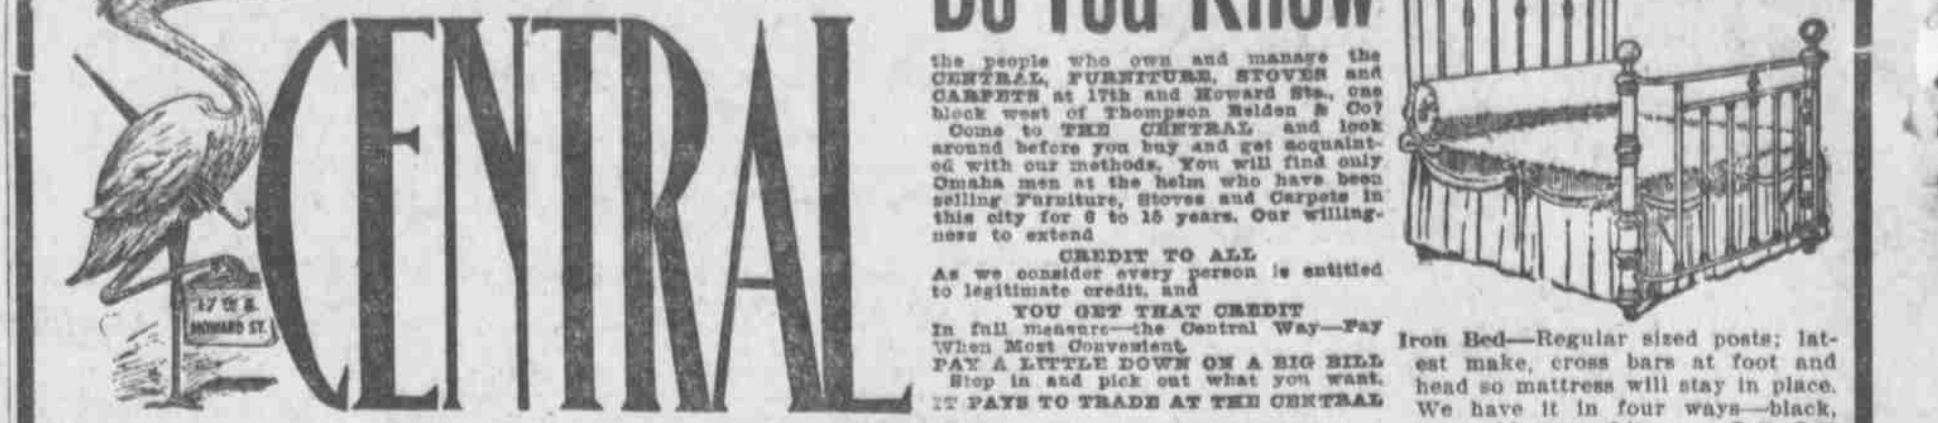 CENTRAL
17th &
HOWARD ST.
Do You Know
the people who own and manage the
CENTRAL, FURNITURE, STOVES and
CARPETS at 17th and Howard Sts., one
block west of Thompson Belden & Co?
Come to THE CENTRAL and look
around before you buy and get acquaint-
ed with our methods. You will find only
Omaha men at the helm who have been
selling Furniture, Stoves and Carpets in
this city for 6 to 15 years. Our willing-
ness to extend
CREDIT TO ALL
As we consider every person is entitled
to legitimate credit, and
YOU GET THAT CREDIT
In full measure—the Central Way—Pay
When Most Convenient.
PAY A LITTLE DOWN ON A BIG BILL
Stop in and pick out what you want.
IT PAYS TO TRADE AT THE CENTRAL
Iron Bed—Regular sized posts; lat-
est make, cross bars at foot and
head so mattress will stay in place.
We have it in four ways—black,